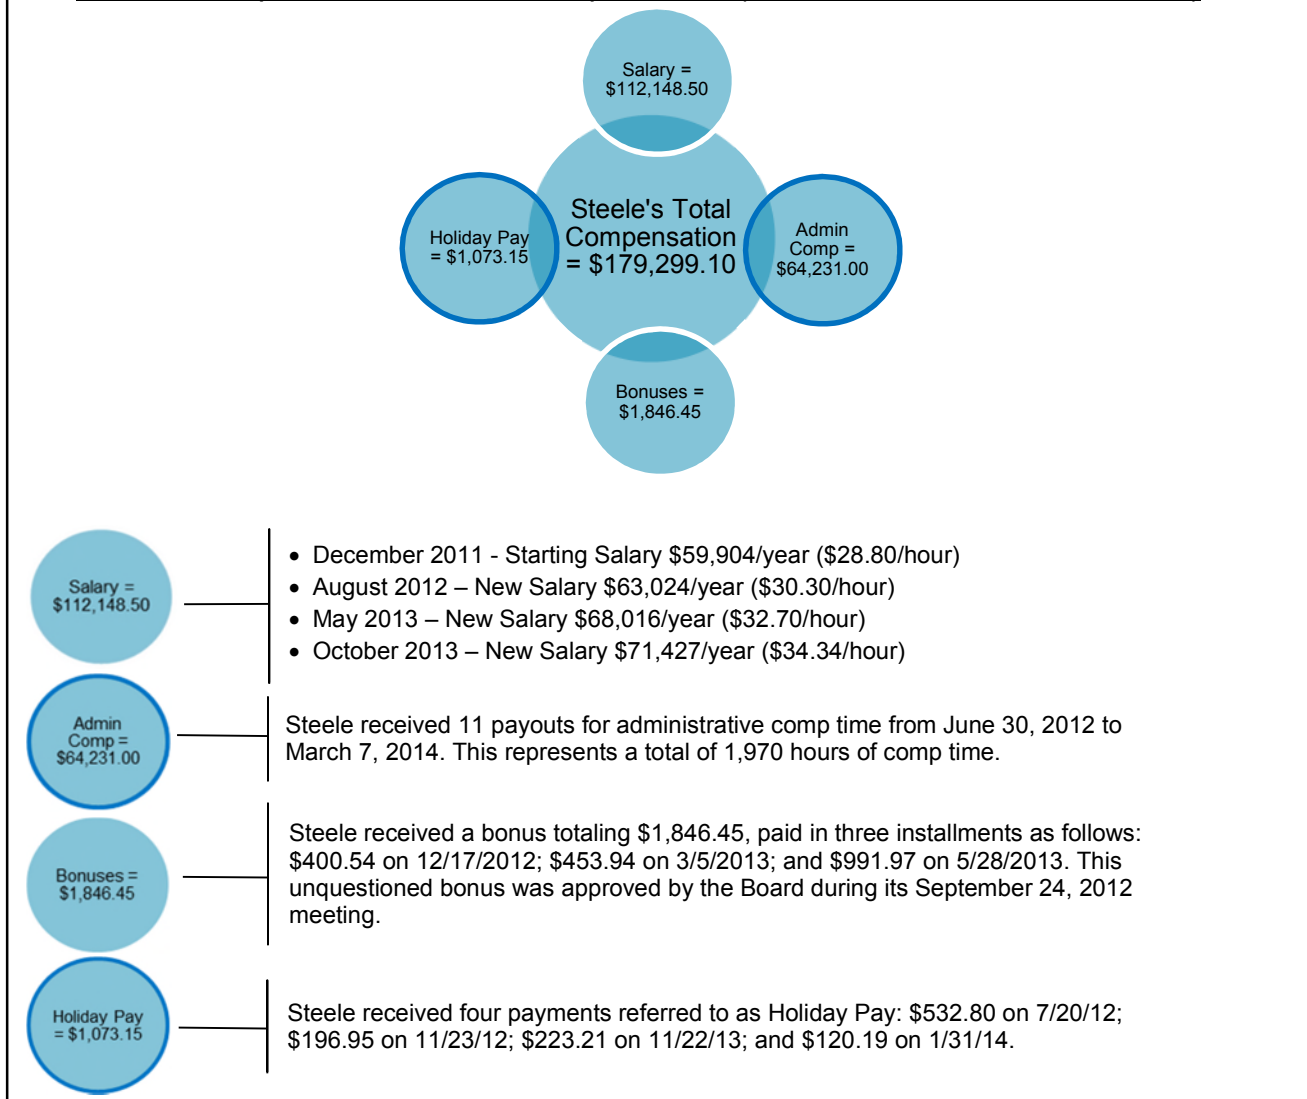 Salary =
$112,148.50
Steele's Total
Compensation
= $179,299.10
Holiday Pay
= $1,073.15
Admin
Comp =
$64,231.00
Bonuses =
$1,846.45
Salary =
$112,148.50
• December 2011 - Starting Salary $59,904/year ($28.80/hour)
• August 2012 – New Salary $63,024/year ($30.30/hour)
• May 2013 – New Salary $68,016/year ($32.70/hour)
• October 2013 – New Salary $71,427/year ($34.34/hour)
Admin
Comp =
$64,231.00
Steele received 11 payouts for administrative comp time from June 30, 2012 to
March 7, 2014. This represents a total of 1,970 hours of comp time.
Bonuses =
$1,846.45
Steele received a bonus totaling $1,846.45, paid in three installments as follows:
$400.54 on 12/17/2012; $453.94 on 3/5/2013; and $991.97 on 5/28/2013. This
unquestioned bonus was approved by the Board during its September 24, 2012
meeting.
Holiday Pay
= $1,073.15
Steele received four payments referred to as Holiday Pay: $532.80 on 7/20/12;
$196.95 on 11/23/12; $223.21 on 11/22/13; and $120.19 on 1/31/14.